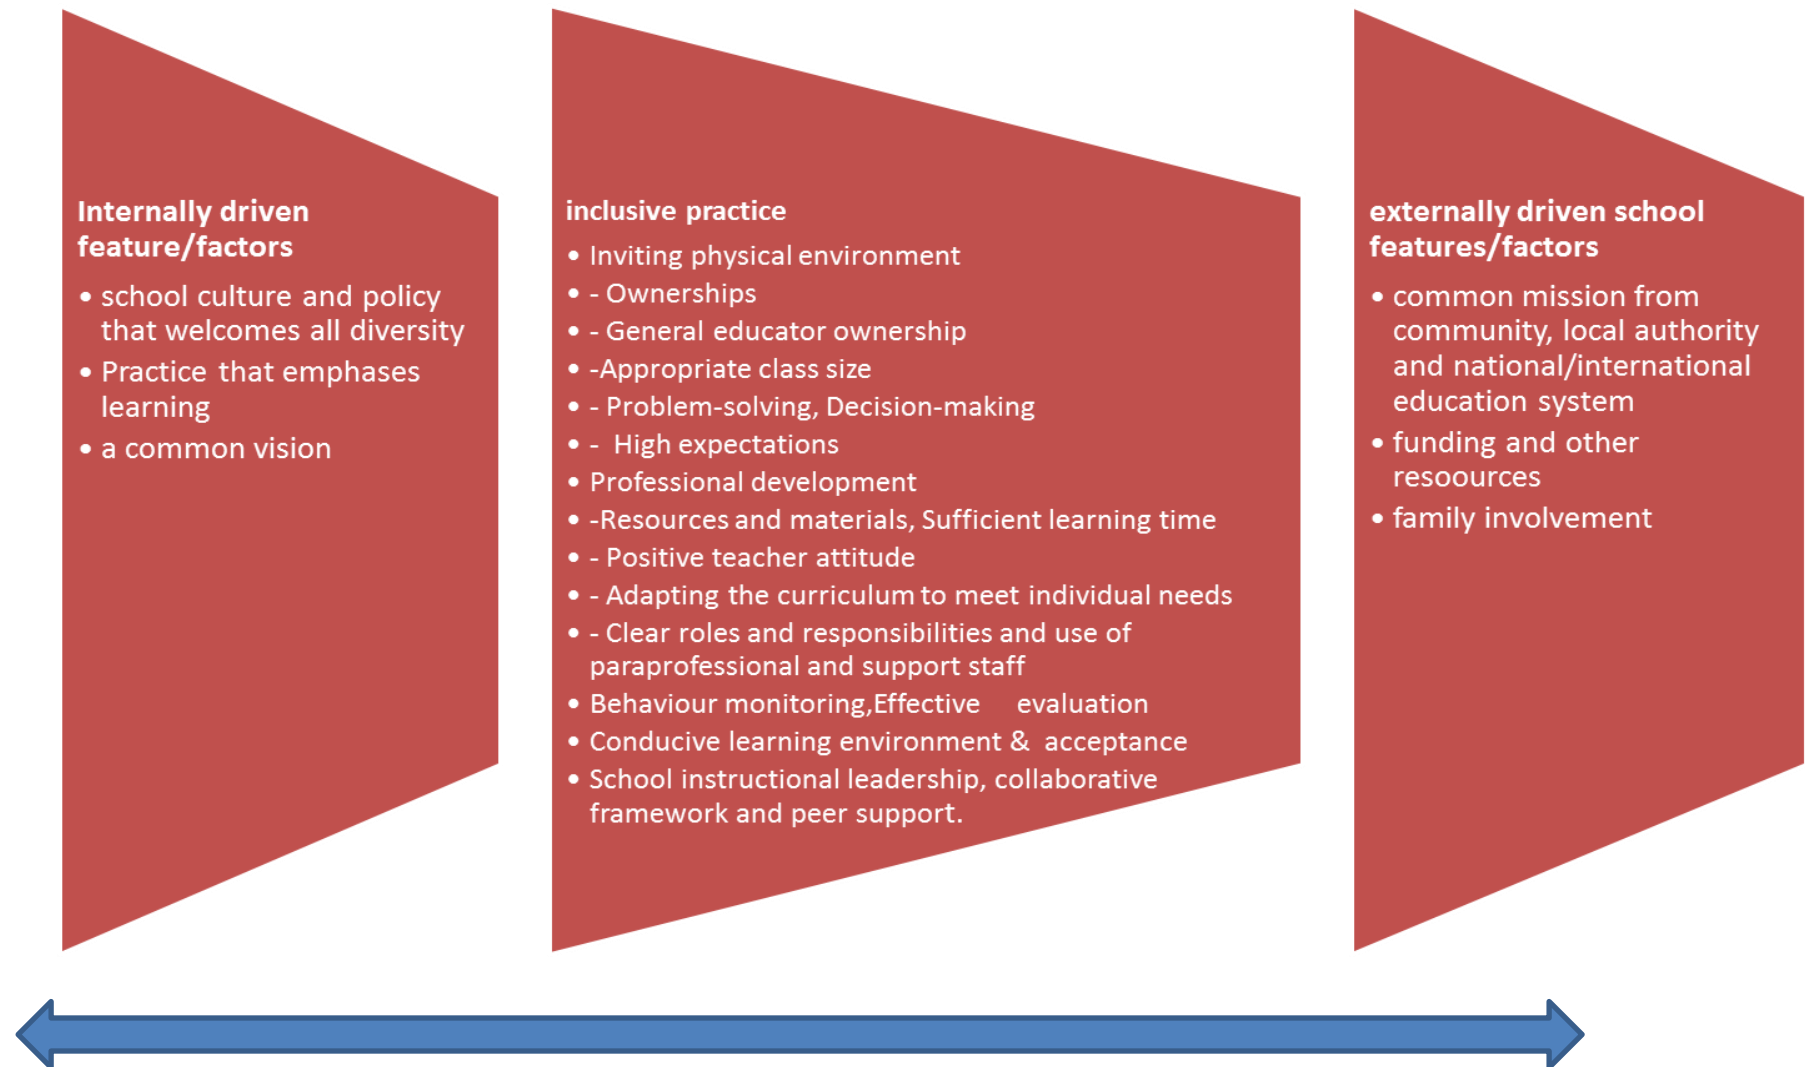 Internally driven
feature/factors
• school culture and policy
that welcomes all diversity
• Practice that emphases
learning
• a common vision
inclusive practice
• Inviting physical environment
• - Ownerships
• - General educator ownership
• -Appropriate class size
• - Problem-solving, Decision-making
• - High expectations
• Professional development
• -Resources and materials, Sufficient learning time
• - Positive teacher attitude
• - Adapting the curriculum to meet individual needs
• - Clear roles and responsibilities and use of
paraprofessional and support staff
• Behaviour monitoring,Effective evaluation
• Conducive learning environment & acceptance
• School instructional leadership, collaborative
framework and peer support.
externally driven school
features/factors
• common mission from
community, local authority
and national/international
education system
• funding and other
resoources
• family involvement